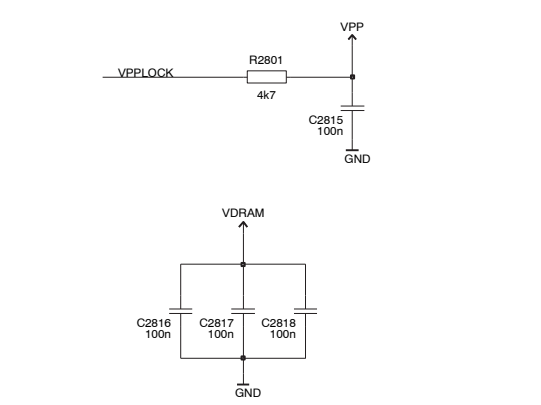 VPP
R2801
VPPLOCK
4k7
C2815
100n
GND
VDRAM
C2816 C2817 C2818
100n 100n 100n
GND